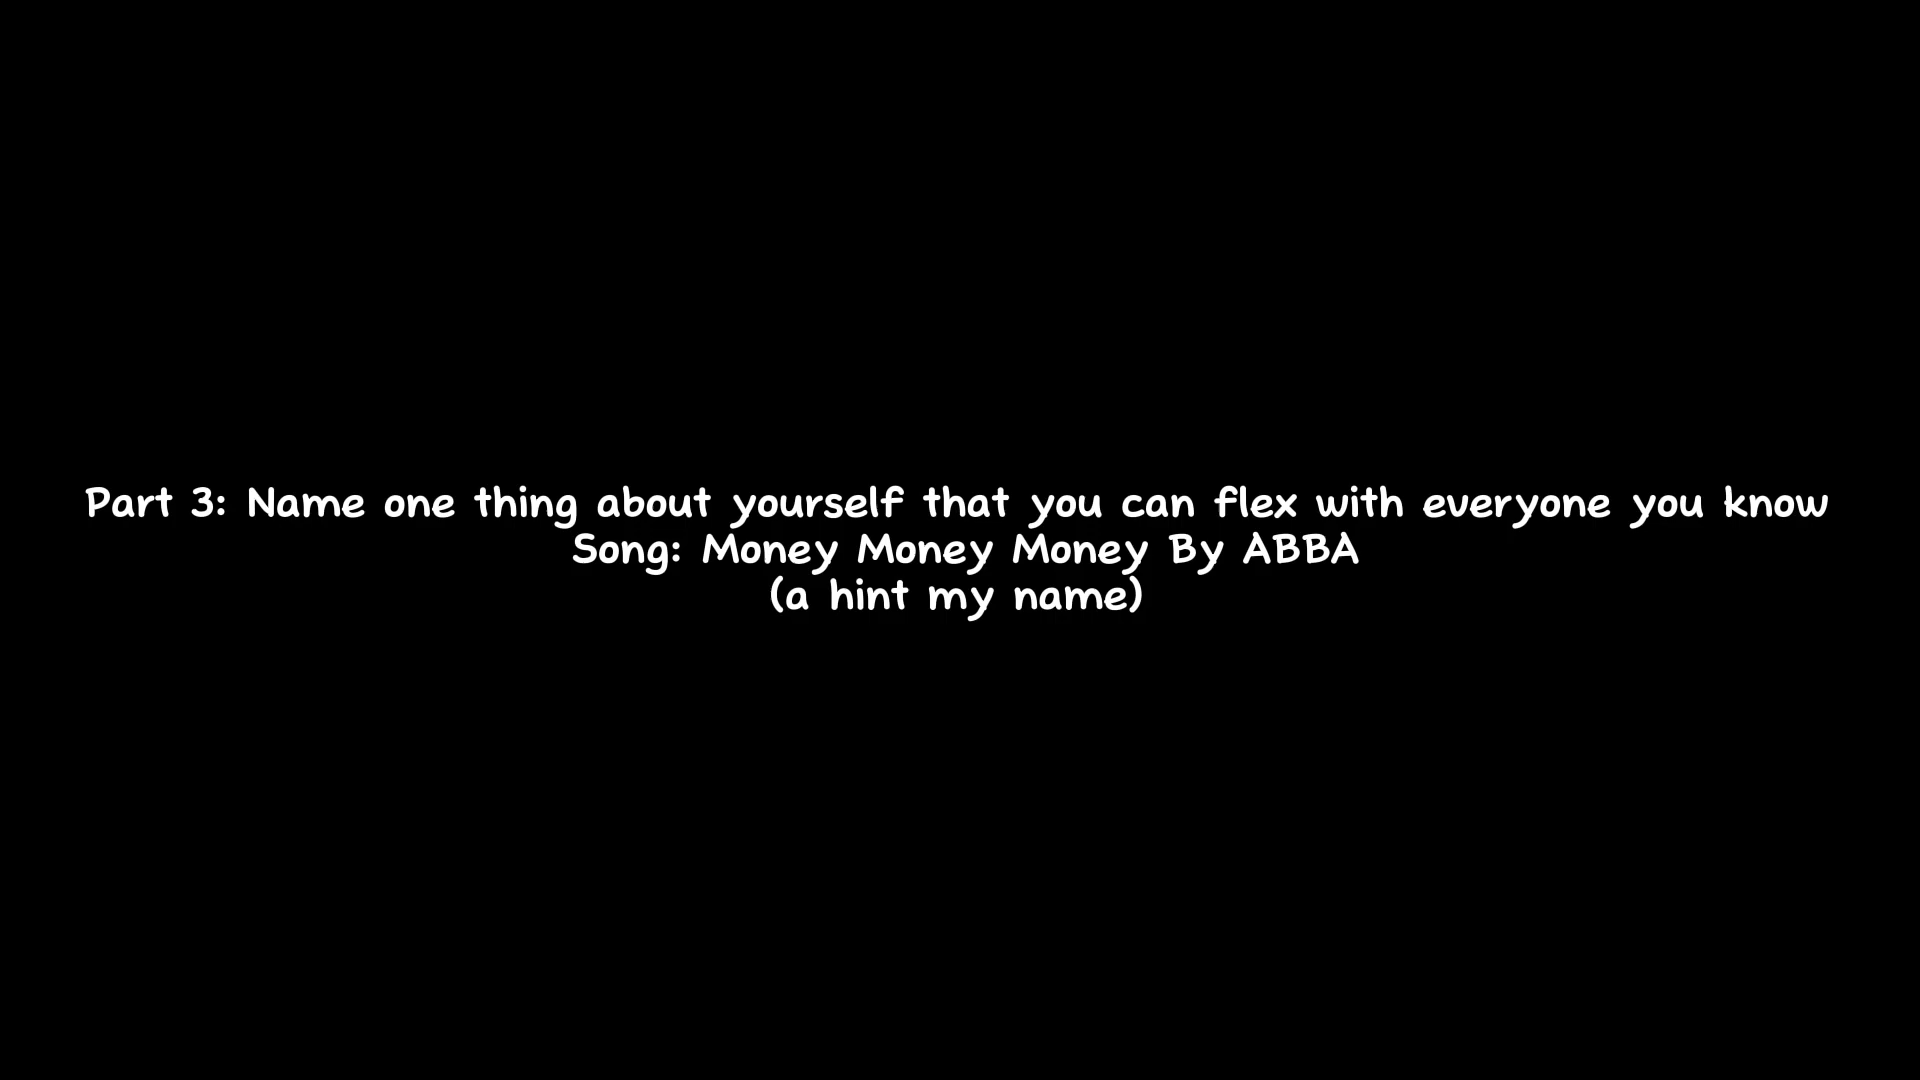 Part 3: Name one thing about yourself that you can flex with everyone you know
Song: Money Money Money By ABBA
(a hint my name)